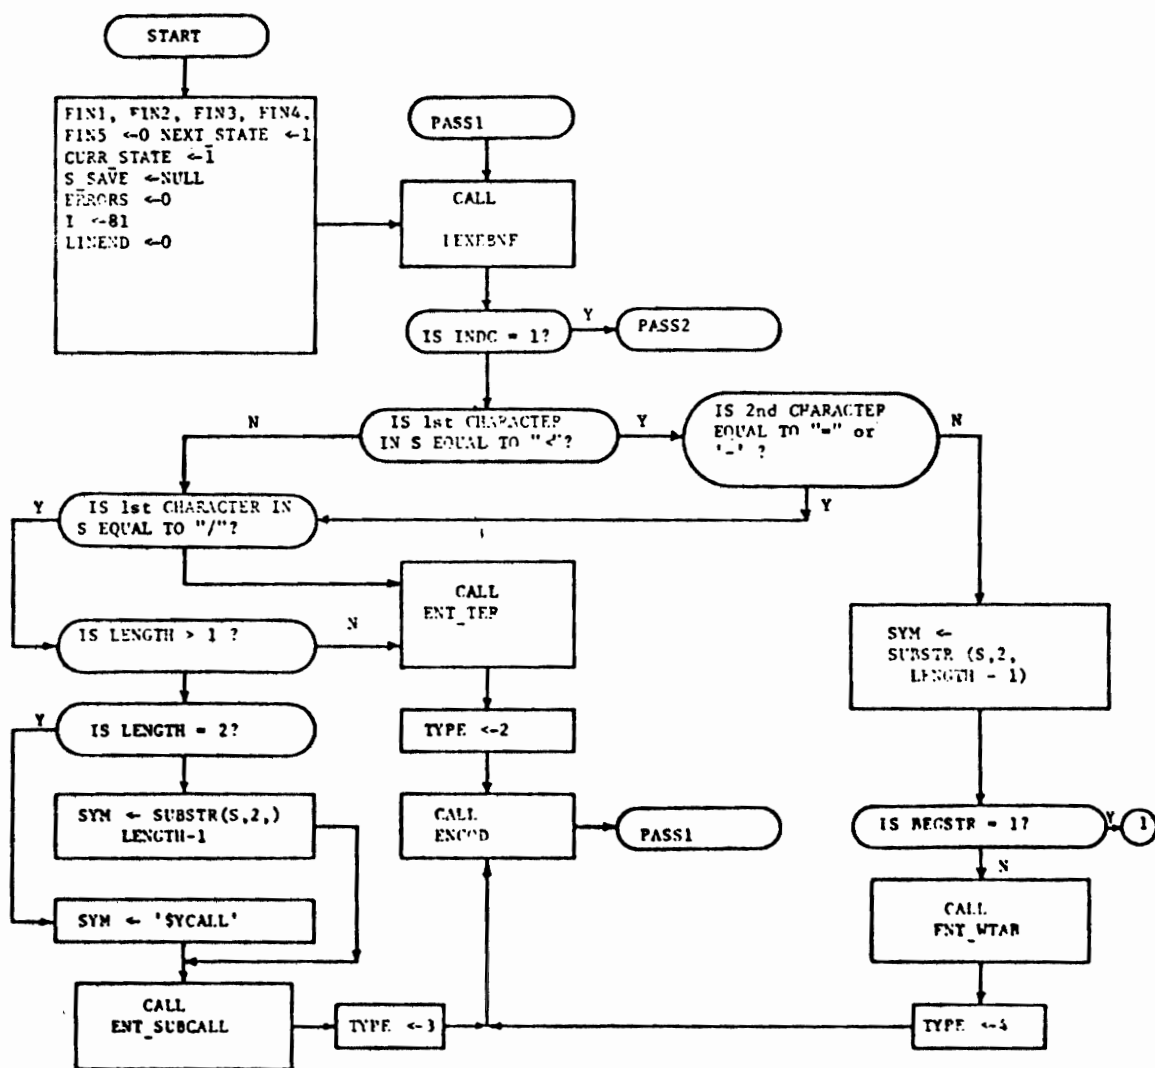 START
FIN1, FIN2, FIN3, FIN4,
FIN5 <-0 NEXT_STATE <-1
CURR_STATE <-1
S_SAVE <-NULL
ERRORS <-0
I <-81
LINEND <-0
PASS1
CALL
LEXEBNF
IS INDC = 1?
Y
PASS2
IS 1st CHARACTER
IN S EQUAL TO "<"?
N
Y
IS 2nd CHARACTER
EQUAL TO "=" or
'-' ?
N
Y
IS 1st CHARACTER IN
S EQUAL TO "/"?
Y
CALL
ENT_TER
IS LENGTH > 1 ?
N
SYM <-
SUBSTR (S,2,
LENGTH - 1)
IS LENGTH = 2?
Y
TYPE <-2
SYM <- SUBSTR(S,2,)
LENGTH-1
CALL
ENCOD
PASS1
IS BEGSTR = 1?
Y
1
N
SYM <- '$YCALL'
CALL
ENT_WTAB
CALL
ENT_SUBCALL
TYPE <-3
TYPE <-